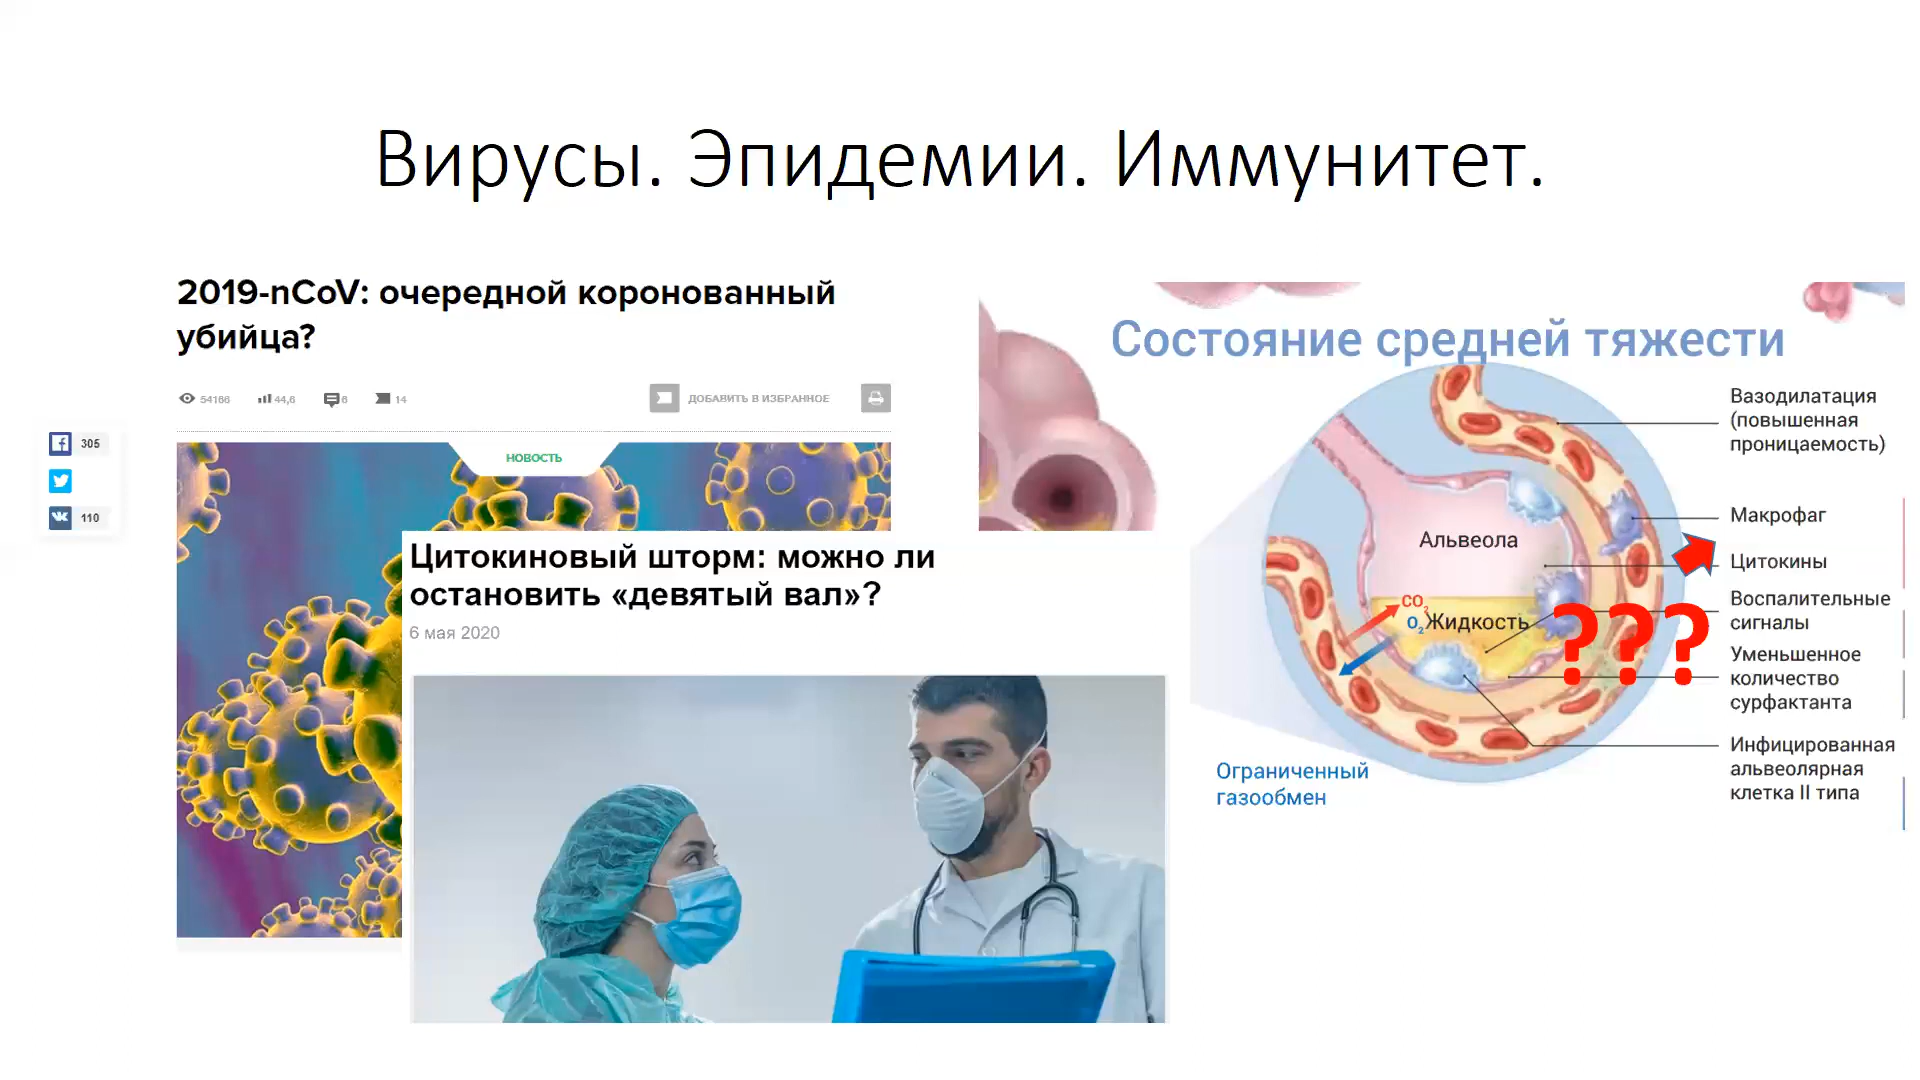 Вирусы. Эпидемии. Иммунитет.
2019-nCoV: очередной коронованный
убийца?
54166
44,6
6
14
ДОБАВИТЬ В ИЗБРАННОЕ
305
110
НОВОСТЬ
Цитокиновый шторм: можно ли
остановить «девятый вал»?
6 мая 2020
Состояние средней тяжести
Вазодилатация
(повышенная
проницаемость)
Макрофаг
Цитокины
Воспалительные
сигналы
Уменьшенное
количество
сурфактанта
Инфицированная
альвеолярная
клетка II типа
Альвеола
CO2
O2
Жидкость
???
Ограниченный
газообмен